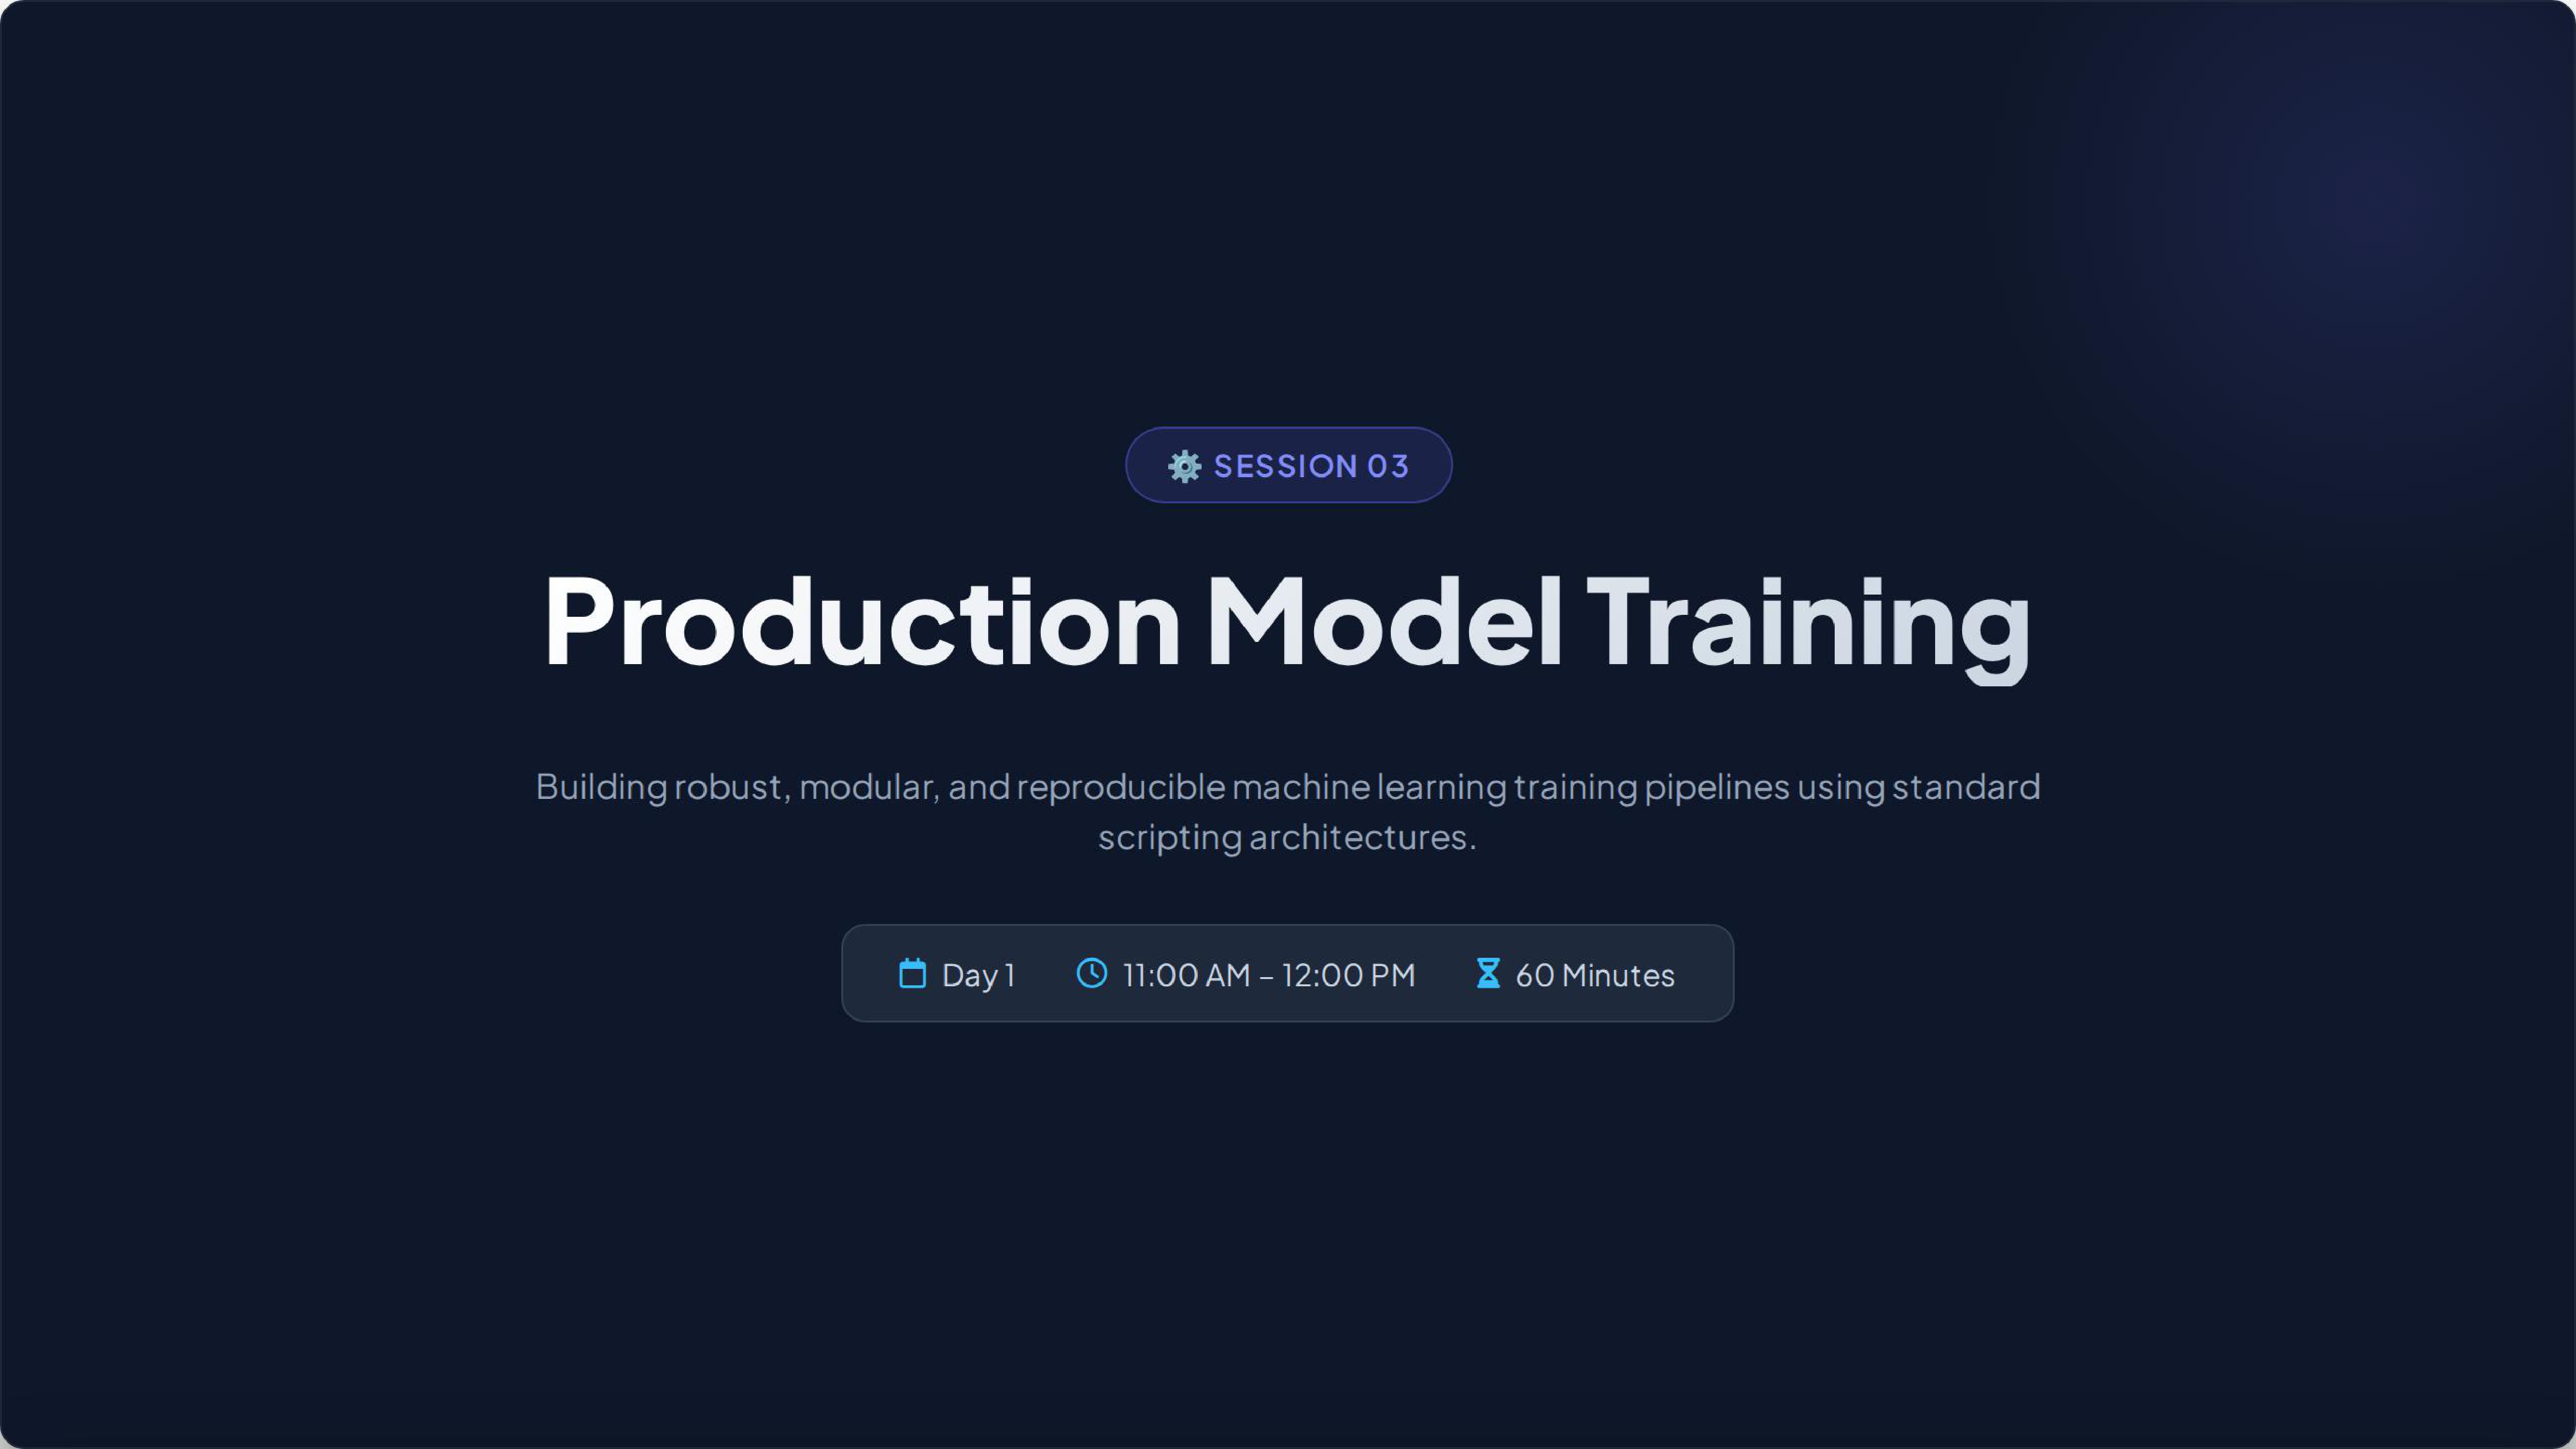 ⚙️ SESSION 03
Production Model Training
Building robust, modular, and reproducible machine learning training pipelines using standard
scripting architectures.
Day 1 11:00 AM – 12:00 PM 60 Minutes